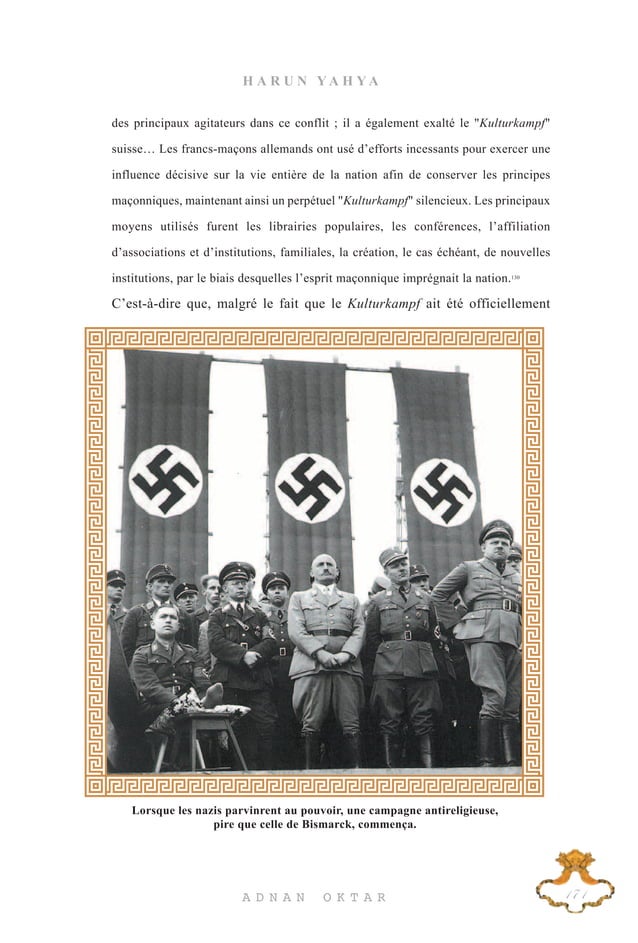 HARUN YAHYA
des principaux agitateurs dans ce conflit ; il a également exalté le "Kulturkampf"
suisse… Les francs-maçons allemands ont usé d’efforts incessants pour exercer une
influence décisive sur la vie entière de la nation afin de conserver les principes
maçonniques, maintenant ainsi un perpétuel "Kulturkampf" silencieux. Les principaux
moyens utilisés furent les librairies populaires, les conférences, l’affiliation
d’associations et d’institutions, familiales, la création, le cas échéant, de nouvelles
institutions, par le biais desquelles l’esprit maçonnique imprégnait la nation.130
C’est-à-dire que, malgré le fait que le Kulturkampf ait été officiellement
Lorsque les nazis parvinrent au pouvoir, une campagne antireligieuse,
pire que celle de Bismarck, commença.
ADNAN OKTAR
171